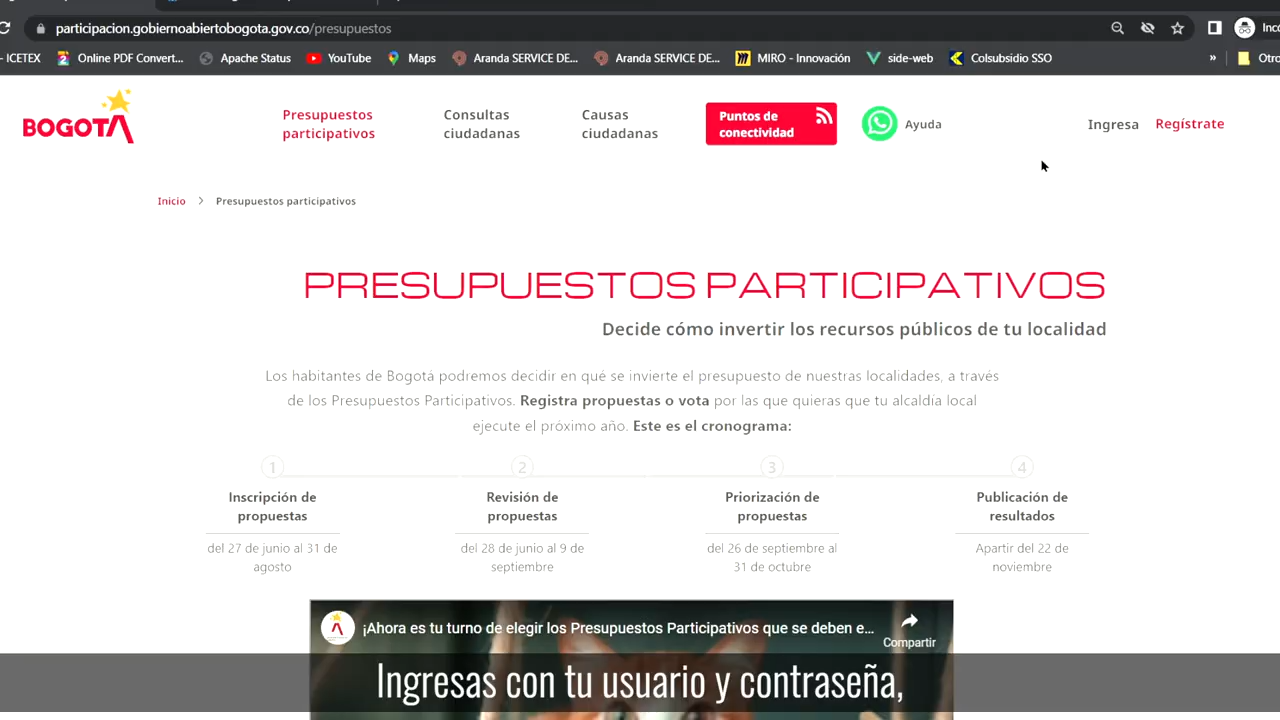 participacion.gobiernoabiertobogota.gov.co/presupuestos
- ICETEX
Online PDF Convert...
Apache Status
YouTube
Maps
Aranda SERVICE DE...
Aranda SERVICE DE...
MIRO - Innovación
side-web
Colsubsidio SSO
»
Otro
BOGOTA
Presupuestos
participativos
Consultas
ciudadanas
Causas
ciudadanas
Puntos de
conectividad
Ayuda
Ingresa
Regístrate
Inicio > Presupuestos participativos
PRESUPUESTOS PARTICIPATIVOS
Decide cómo invertir los recursos públicos de tu localidad
Los habitantes de Bogotá podremos decidir en qué se invierte el presupuesto de nuestras localidades, a través
de los Presupuestos Participativos. Registra propuestas o vota por las que quieras que tu alcaldía local
ejecute el próximo año. Este es el cronograma:
1
Inscripción de
propuestas
del 27 de junio al 31 de
agosto
2
Revisión de
propuestas
del 28 de junio al 9 de
septiembre
3
Priorización de
propuestas
del 26 de septiembre al
31 de octubre
4
Publicación de
resultados
Apartir del 22 de
noviembre
¡Ahora es tu turno de elegir los Presupuestos Participativos que se deben e...
Compartir
Ingresas con tu usuario y contraseña,